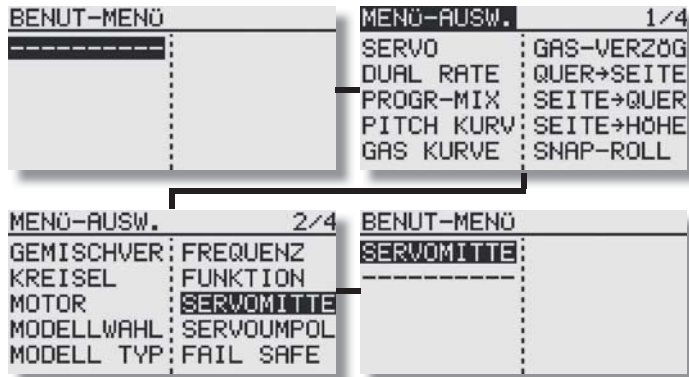 BENUT-MENÜ
----------
MENÜ-AUSW. 1/4
SERVO GAS-VERZÖG
DUAL RATE QUER→SEITE
PROGR-MIX SEITE→QUER
PITCH KURV SEITE→HÖHE
GAS KURVE SNAP-ROLL
MENÜ-AUSW. 2/4
GEMISCHVER FREQUENZ
KREISEL FUNKTION
MOTOR SERVOMITTE
MODELLWAHL SERVOUMPOL
MODELL TYP FAIL SAFE
BENUT-MENÜ
SERVOMITTE
----------